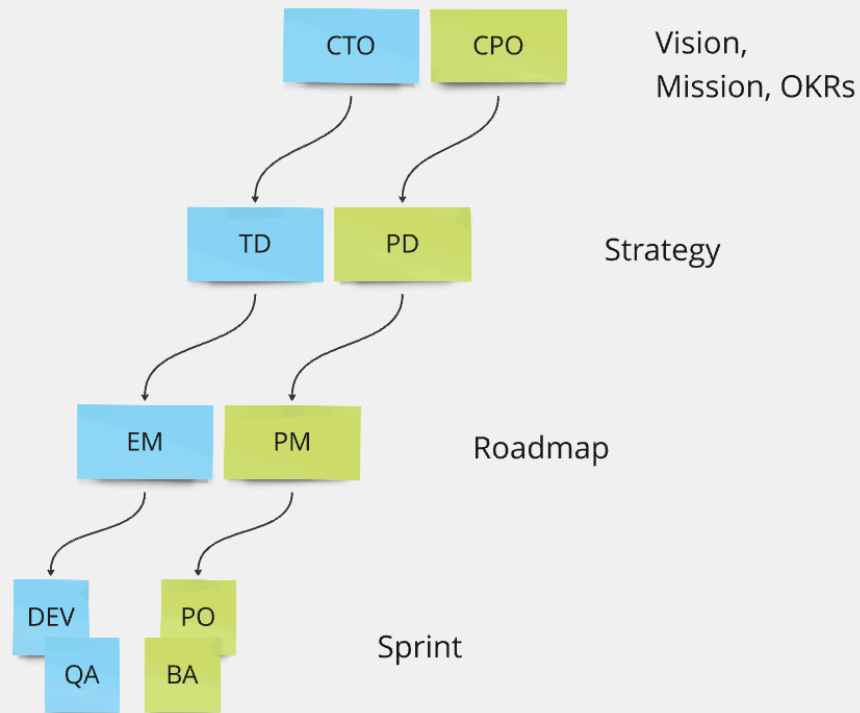 CTO
CPO
Vision,
Mission, OKRs
TD
PD
Strategy
EM
PM
Roadmap
DEV
PO
Sprint
QA
BA